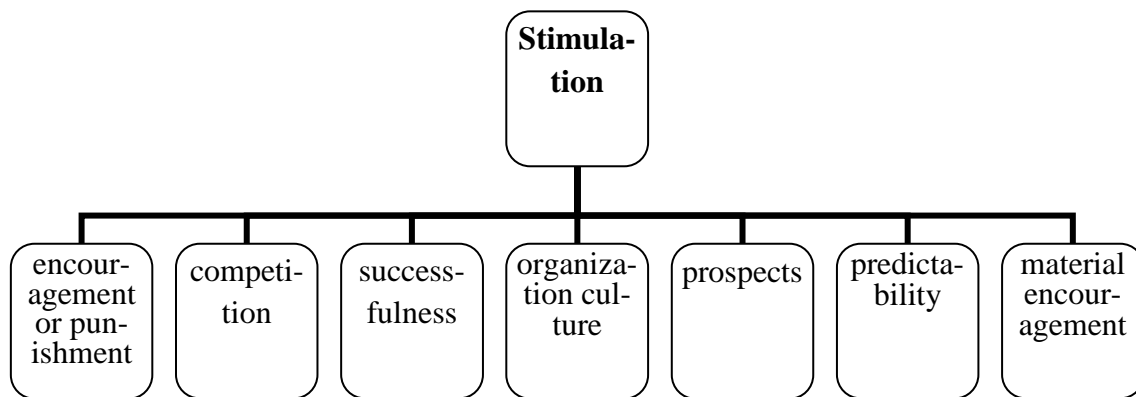 Stimula-
tion
encour-
agement
or pun-
ishment
competi-
tion
success-
fulness
organiza-
tion cul-
ture
prospects
predicta-
bility
material
encour-
agement